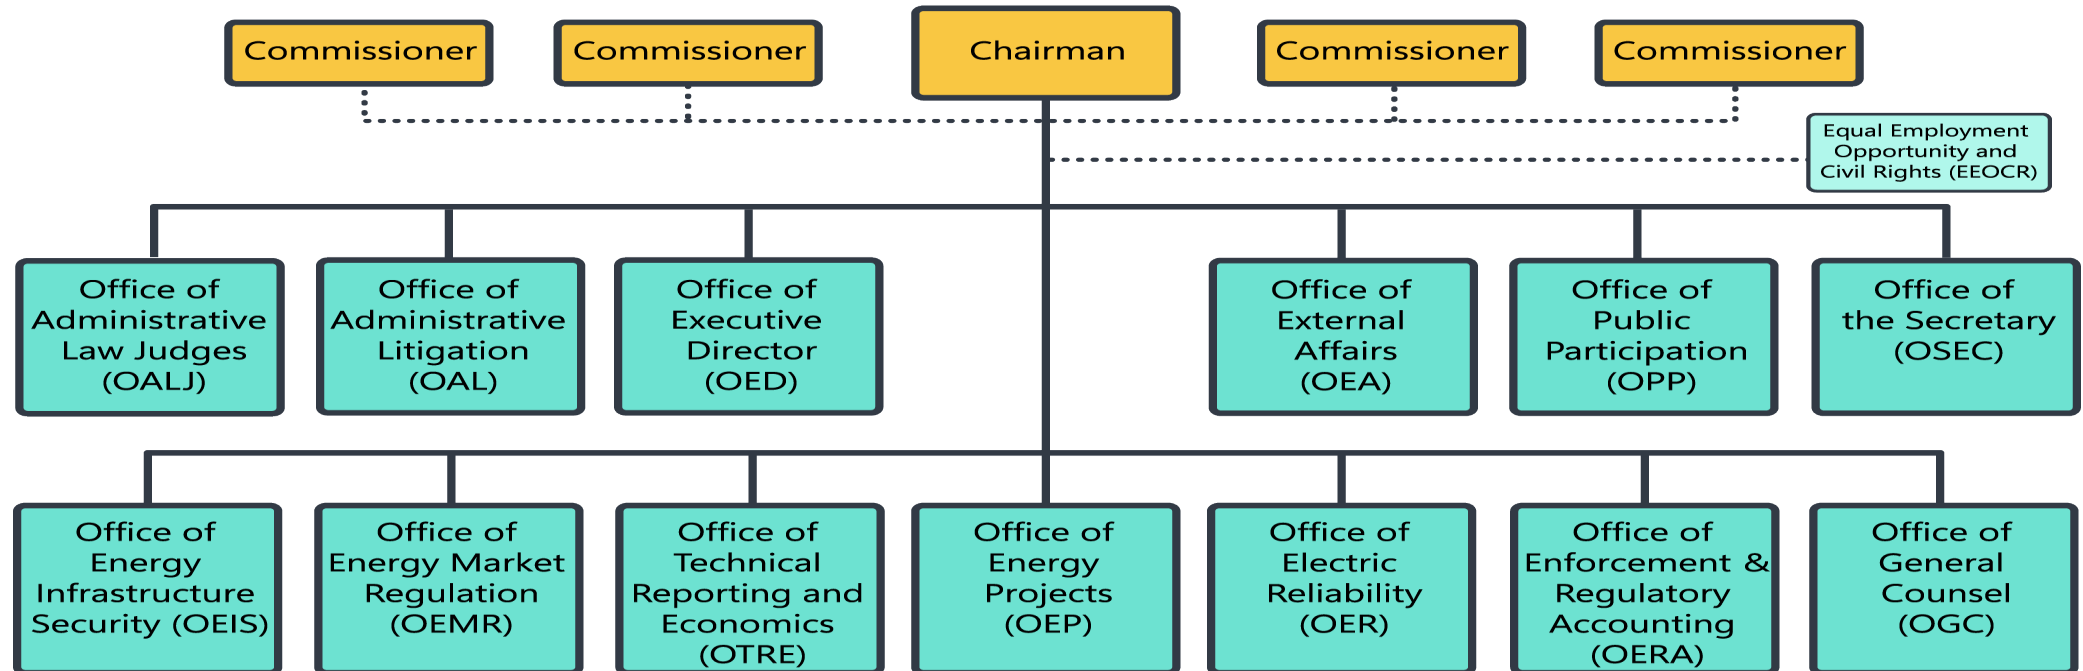 Commissioner
Commissioner
Chairman
Commissioner
Commissioner
Equal Employment
Opportunity and
Civil Rights (EEOCR)
Office of
Administrative
Law Judges
(OALJ)
Office of
Administrative
Litigation
(OAL)
Office of
Executive
Director
(OED)
Office of
External
Affairs
(OEA)
Office of
Public
Participation
(OPP)
Office of
the Secretary
(OSEC)
Office of
Energy
Infrastructure
Security (OEIS)
Office of
Energy Market
Regulation
(OEMR)
Office of
Technical
Reporting and
Economics
(OTRE)
Office of
Energy
Projects
(OEP)
Office of
Electric
Reliability
(OER)
Office of
Enforcement &
Regulatory
Accounting
(OERA)
Office of
General
Counsel
(OGC)